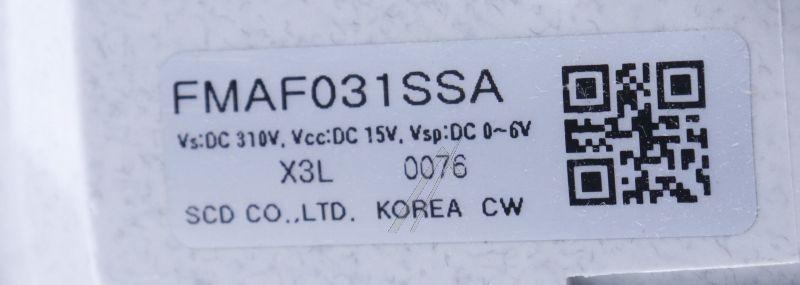 FMAF031SSA
Vs:DC 310V, Vcc:DC 15V, Vsp:DC 0~6V
X3L 0076
SCD CO.,LTD. KOREA CW